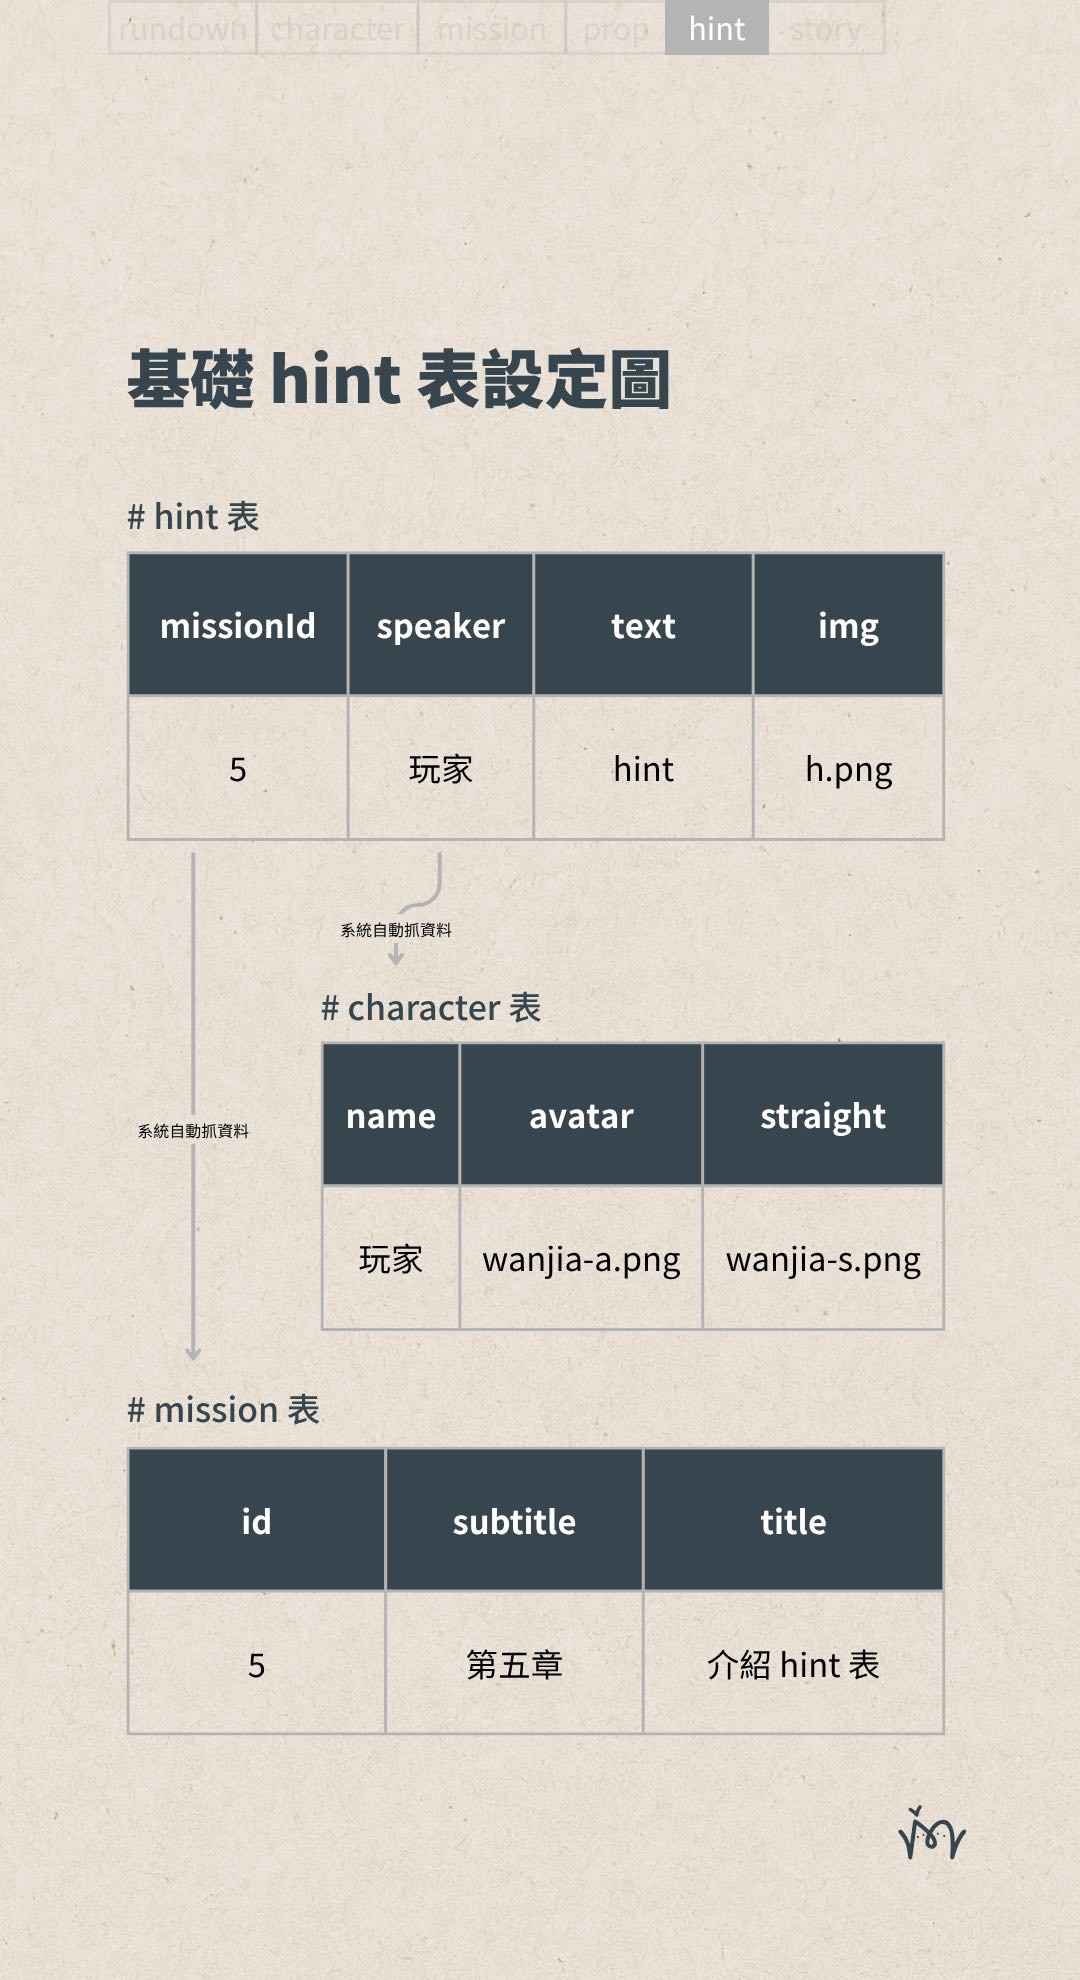 rundown character mission prop hint story
基礎 hint 表設定圖
# hint 表
missionId speaker text img
5 玩家 hint h.png
系統自動抓資料
# character 表
name avatar straight
系統自動抓資料
玩家 wanjia-a.png wanjia-s.png
# mission 表
id subtitle title
5 第五章 介紹 hint 表